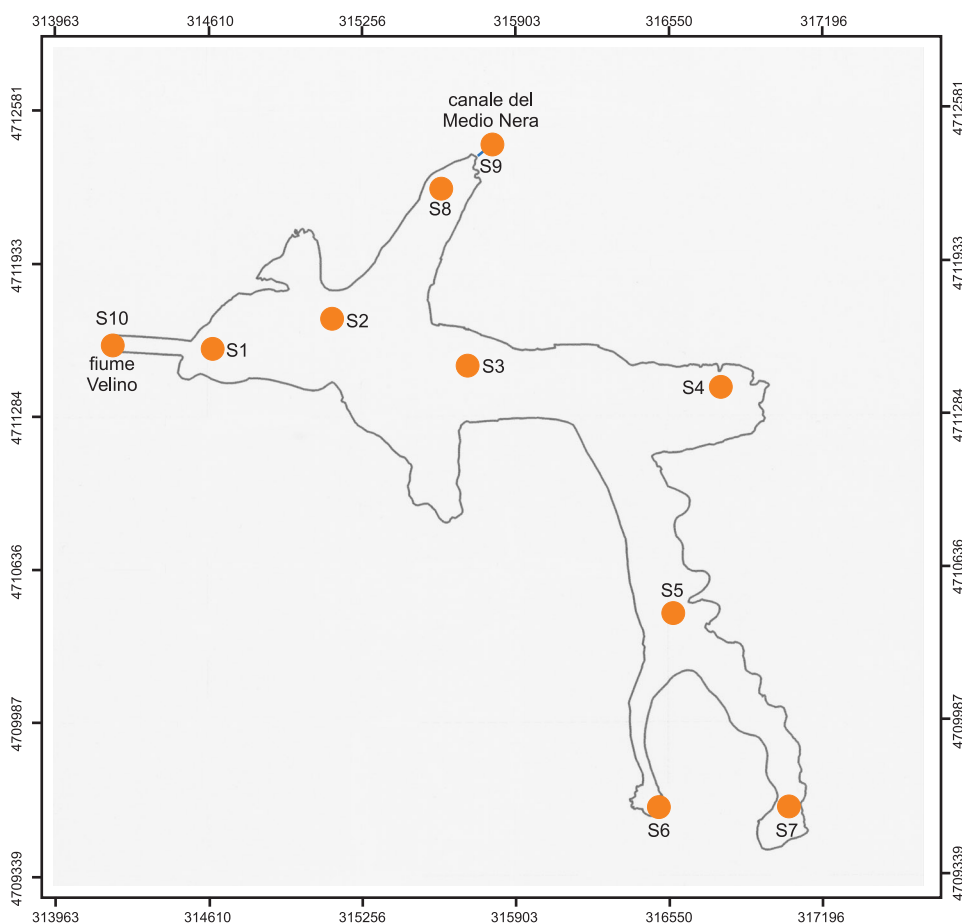 313963 314610 315256 315903 316550 317196
4712581 4712581
canale del
Medio Nera
S9
S8
4711933 4711933
S10
S2
S1
fiume
Velino
S3
S4
4711284 4711284
4710636 4710636
S5
4709987 4709987
S6 S7
4709339 4709339
313963 314610 315256 315903 316550 317196